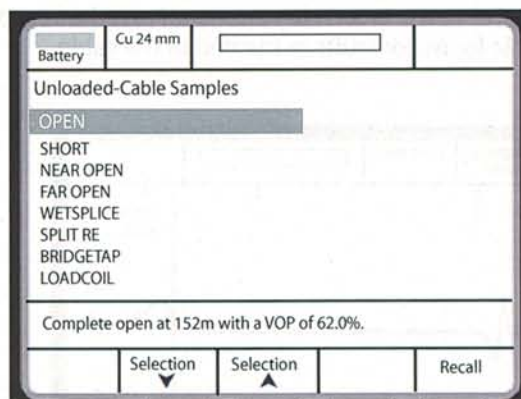 Battery
Cu 24 mm
Unloaded-Cable Samples
OPEN
SHORT
NEAR OPEN
FAR OPEN
WETSPLICE
SPLIT RE
BRIDGETAP
LOADCOIL
Complete open at 152m with a VOP of 62.0%.
Selection
Selection
Recall